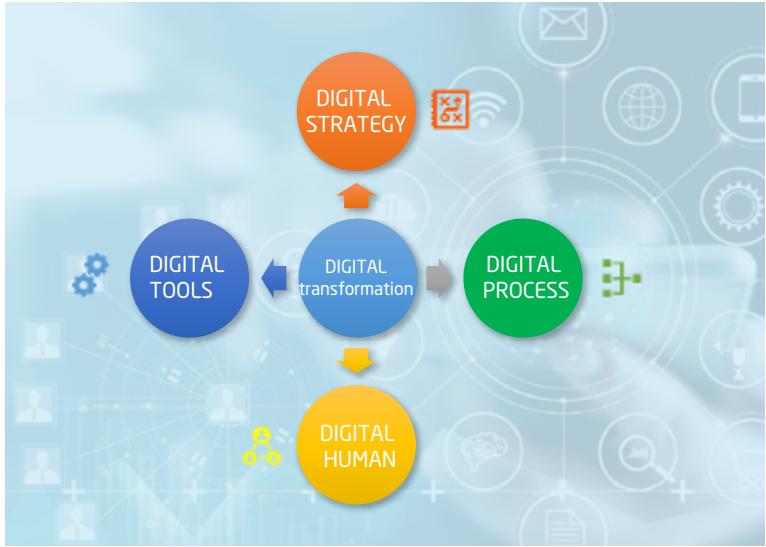 DIGITAL
STRATEGY
DIGITAL
TOOLS
DIGITAL
transformation
DIGITAL
PROCESS
DIGITAL
HUMAN